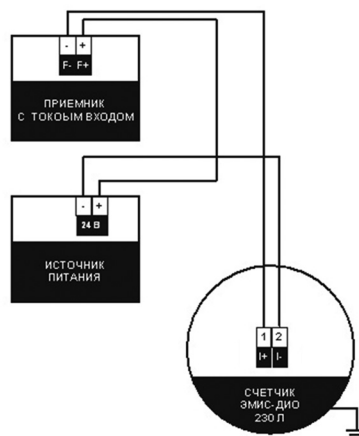 - +
F- F+
ПРИЕМНИК
С ТОКОЫМ ВХОДОМ
- +
24 В
ИСТОЧНИК
ПИТАНИЯ
1 2
I+ I-
СЧЕТЧИК
ЭМИС-ДИО
230 Л